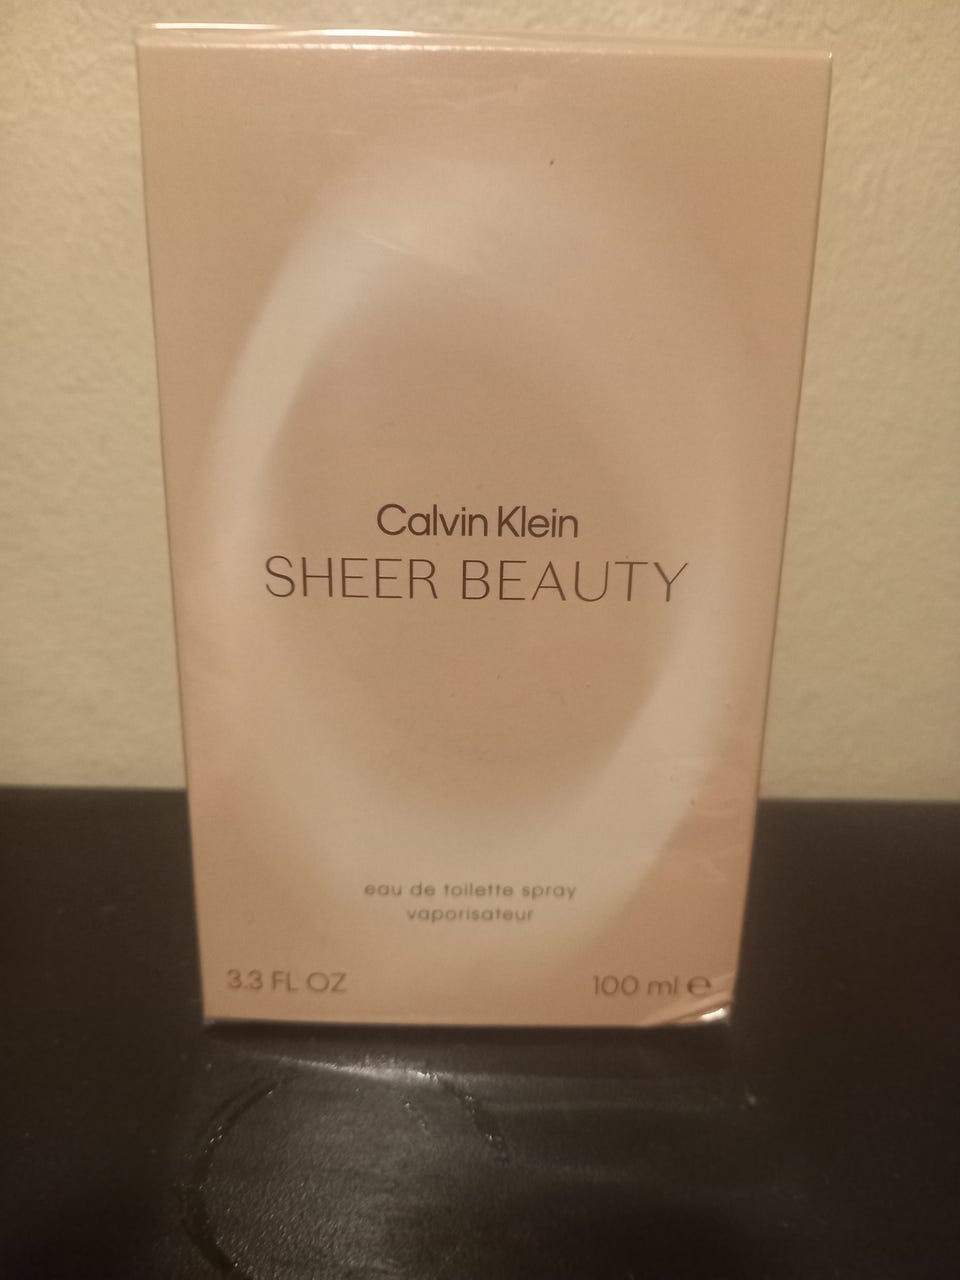 Calvin Klein
SHEER BEAUTY
eau de toilette spray
vaporisateur
3.3 FL OZ
100 ml ℮